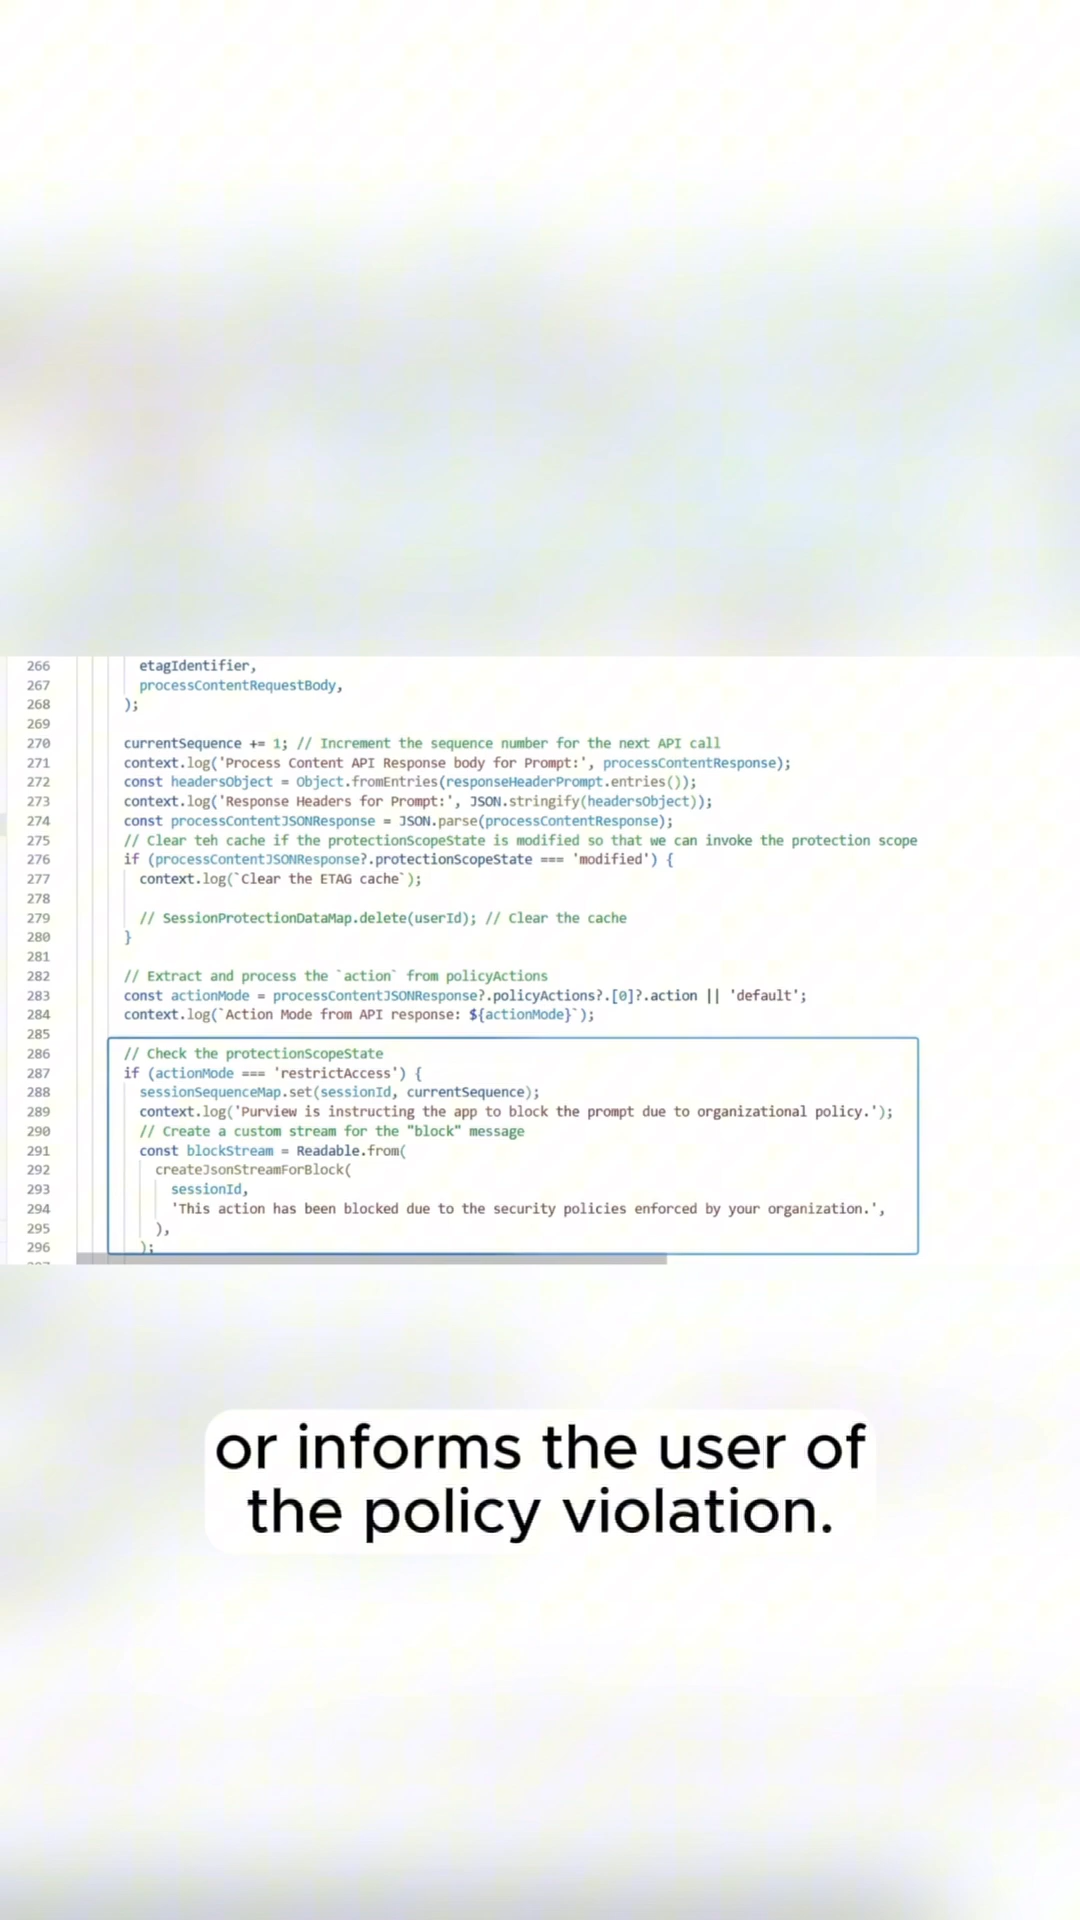 266 etagIdentifier,
267 processContentRequestBody,
268 );
269
270 currentSequence += 1; // Increment the sequence number for the next API call
271 context.log('Process Content API Response body for Prompt:', processContentResponse);
272 const headersObject = Object.fromEntries(responseHeaderPrompt.entries());
273 context.log('Response Headers for Prompt:', JSON.stringify(headersObject));
274 const processContentJSONResponse = JSON.parse(processContentResponse);
275 // Clear teh cache if the protectionScopeState is modified so that we can invoke the protection scope
276 if (processContentJSONResponse?.protectionScopeState === 'modified') {
277 context.log(`Clear the ETAG cache`);
278
279 // SessionProtectionDataMap.delete(userId); // Clear the cache
280 }
281
282 // Extract and process the `action` from policyActions
283 const actionMode = processContentJSONResponse?.policyActions?.[0]?.action || 'default';
284 context.log(`Action Mode from API response: ${actionMode}`);
285
286 // Check the protectionScopeState
287 if (actionMode === 'restrictAccess') {
288 sessionSequenceMap.set(sessionId, currentSequence);
289 context.log('Purview is instructing the app to block the prompt due to organizational policy.');
290 // Create a custom stream for the "block" message
291 const blockStream = Readable.from(
292 createJsonStreamForBlock(
293 sessionId,
294 'This action has been blocked due to the security policies enforced by your organization.',
295 ),
296 );
or informs the user of
the policy violation.